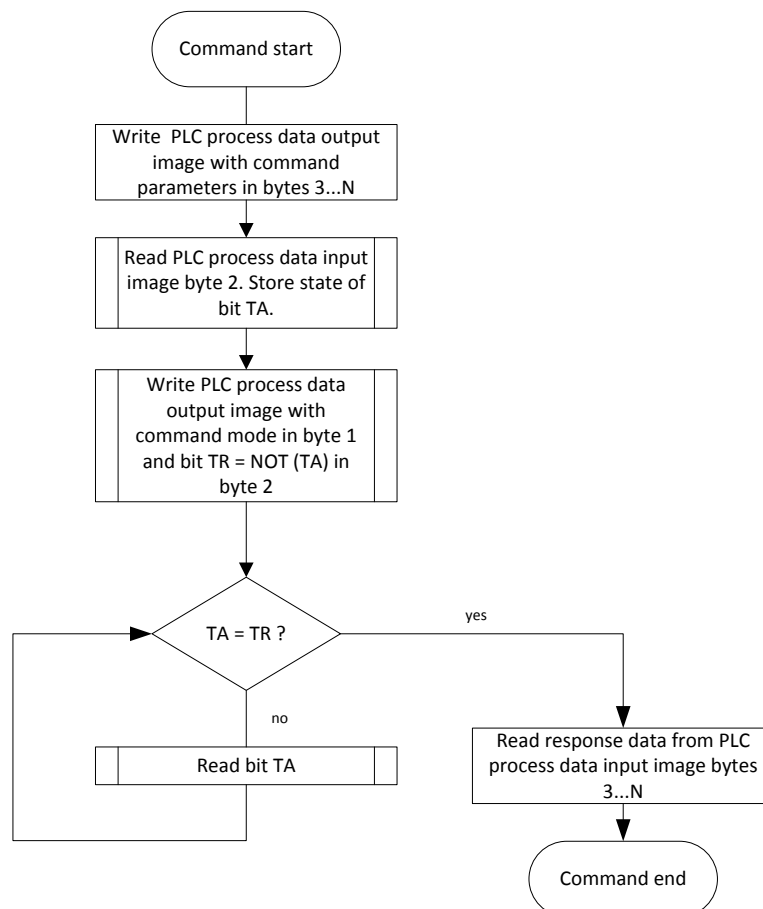 Command start
Write  PLC process data output
image with command
parameters in bytes 3...N
Read PLC process data input
image byte 2. Store state of
bit TA.
Write PLC process data
output image with
command mode in byte 1
and bit TR = NOT (TA) in
byte 2
TA = TR ?
yes
no
Read bit TA
Read response data from PLC
process data input image bytes
3...N
Command end